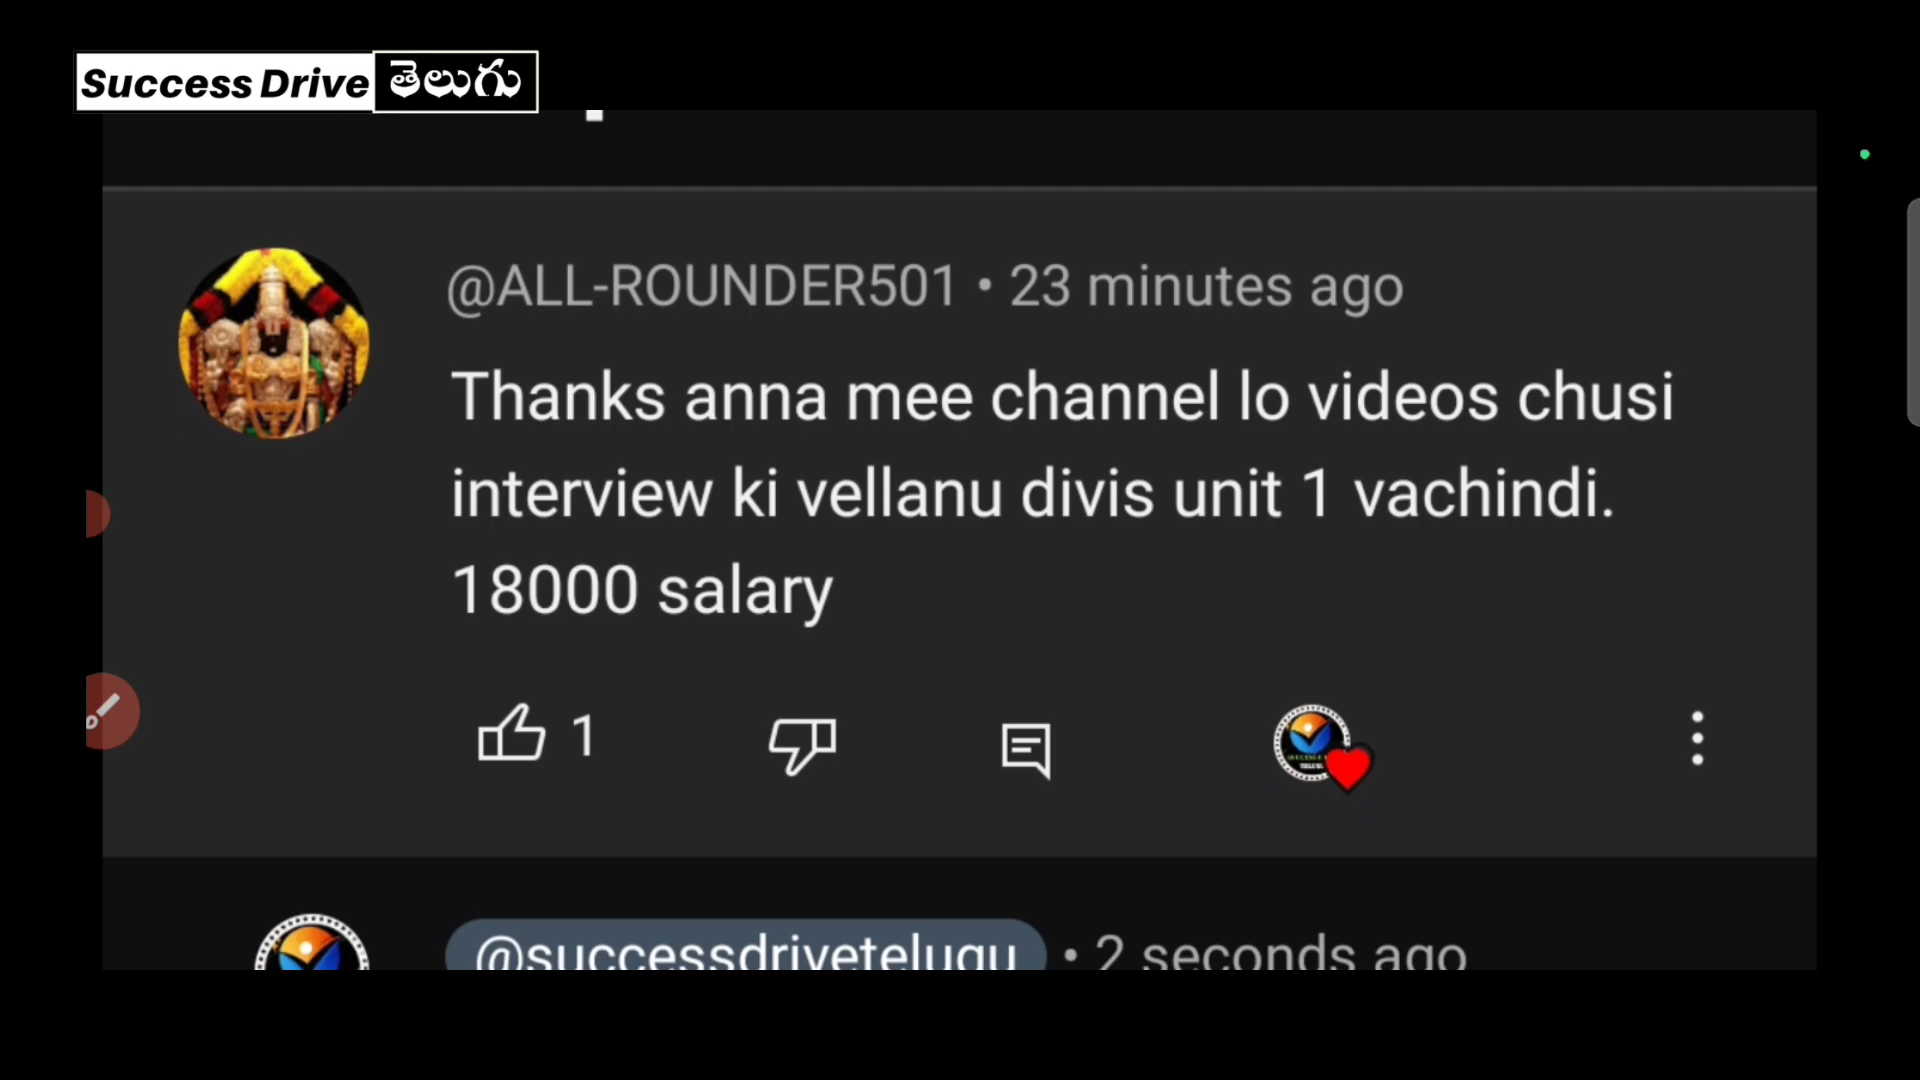 Success Drive తెలుగు
@ALL-ROUNDER501 • 23 minutes ago
Thanks anna mee channel lo videos chusi
interview ki vellanu divis unit 1 vachindi.
18000 salary
1
@successdrivetelugu • 2 seconds ago